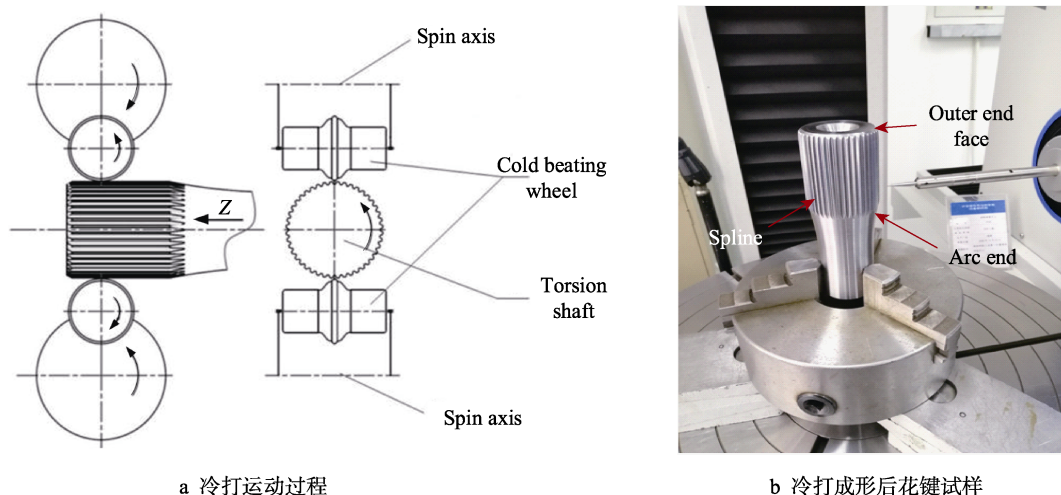 Spin axis
Z
Cold beating
wheel
Torsion
shaft
Spin axis
a 冷打运动过程
Outer end
face
Spline
Arc end
b 冷打成形后花键试样